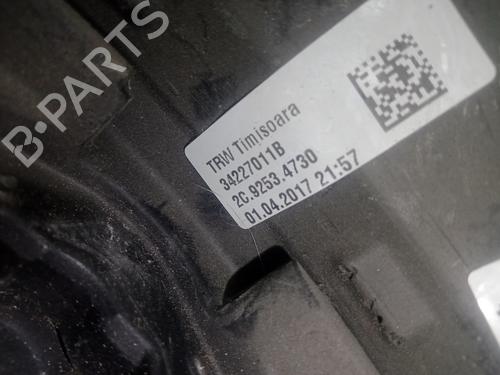 TRW Timisoara
34227011B
2C.9253.4730
01.04.2017 21:57
B-PARTS